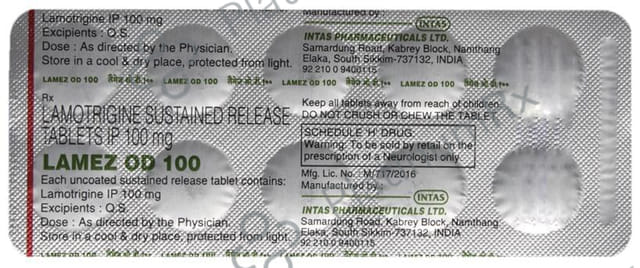 Lamotrigine IP 100 mg
Excipients : Q.S.
Dose : As directed by the Physician.
Store in a cool & dry place, protected from light.
LAMEZ OD 100 लैमेज ओ.डी.१०० LAMEZ OD 100 लैमेज ओ.डी.१००
Rx
LAMOTRIGINE SUSTAINED RELEASE
TABLETS IP 100 mg
LAMEZ OD 100
Each uncoated sustained release tablet contains:
Lamotrigine IP 100 mg
Excipients : Q.S.
Dose : As directed by the Physician.
Store in a cool & dry place, protected from light.
Manufactured by :
INTAS
INTAS PHARMACEUTICALS LTD.
Samardung Road, Kabrey Block, Namthang
Elaka, South Sikkim-737132, INDIA
92 210 0 9400115
LAMEZ OD 100 लैमेज ओ.डी.१०० LAMEZ OD 100 लैमेज ओ.डी.१००
Keep all tablets away from reach of children.
DO NOT CRUSH OR CHEW THE TABLET
SCHEDULE 'H' DRUG
Warning: To be sold by retail on the
prescription of a Neurologist only.
Mfg. Lic. No. : M/717/2016
Manufactured by :
INTAS
INTAS PHARMACEUTICALS LTD.
Samardung Road, Kabrey Block, Namthang
Elaka, South Sikkim-737132, INDIA
92 210 0 9400115